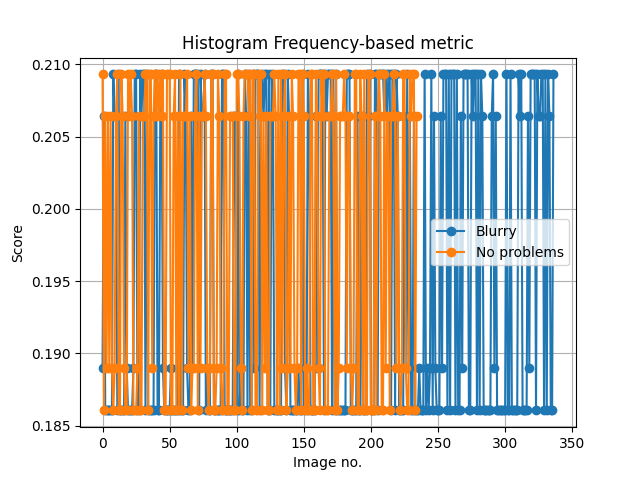 Histogram Frequency-based metric
0.210
0.205
0.200
0.195
0.190
0.185
Score
Blurry
No problems
0 50 100 150 200 250 300 350
Image no.